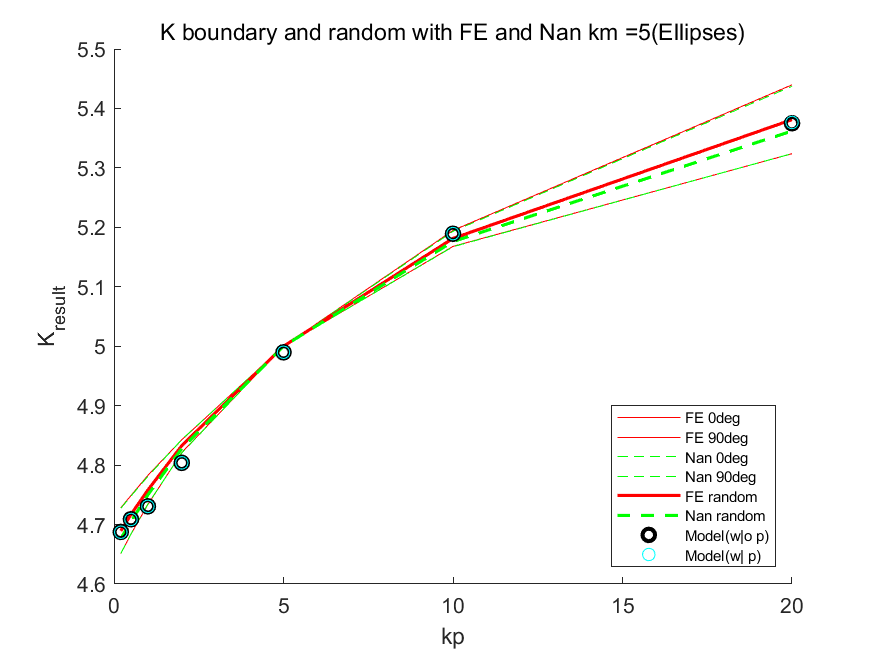 K boundary and random with FE and Nan km =5(Ellipses)
5.5
5.4
5.3
5.2
5.1
5
4.9
4.8
4.7
4.6
K_result
0
5
10
15
20
kp
FE 0deg
FE 90deg
Nan 0deg
Nan 90deg
FE random
Nan random
Model(w|o p)
Model(w| p)